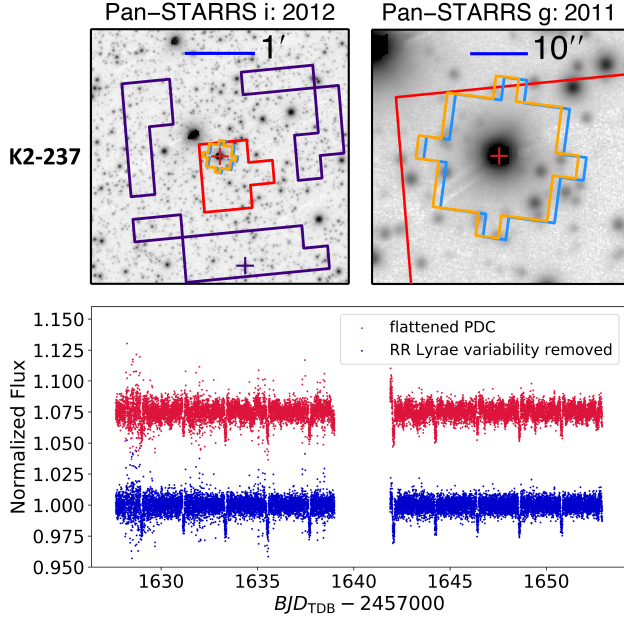 Pan−STARRS i: 2012
Pan−STARRS g: 2011
1′
10′′
K2-237
1.150
1.125
1.100
1.075
1.050
1.025
1.000
0.975
0.950
Normalized Flux
flattened PDC
RR Lyrae variability removed
1630
1635
1640
1645
1650
BJD_TDB − 2457000